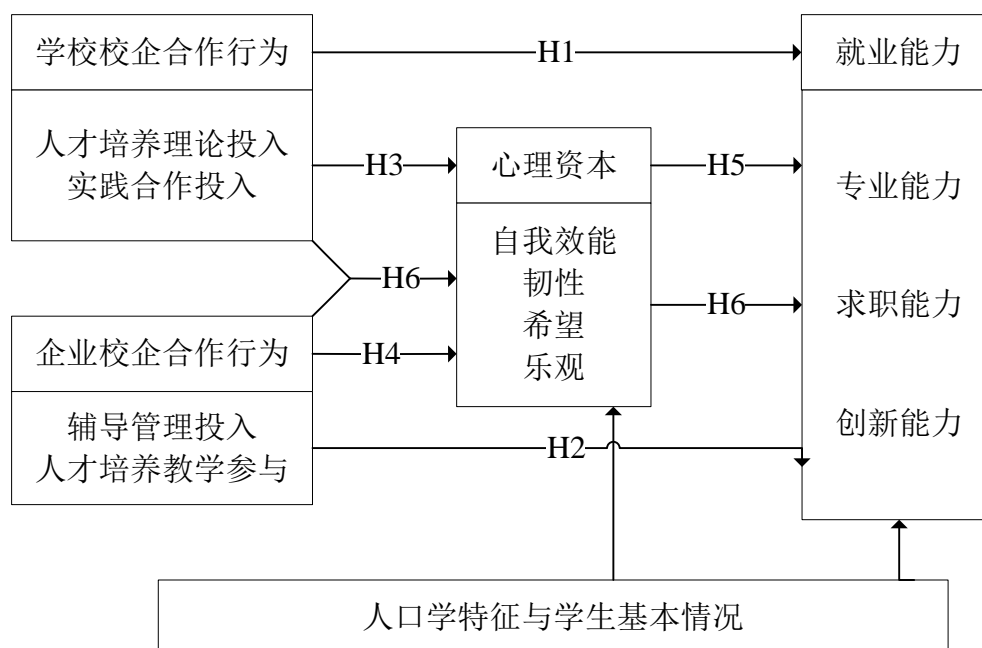 学校校企合作行为
H1
就业能力
人才培养理论投入
实践合作投入
H3
心理资本
H5
专业能力
自我效能
韧性
希望
乐观
H6
H6
求职能力
企业校企合作行为
H4
辅导管理投入
人才培养教学参与
H2
创新能力
人口学特征与学生基本情况